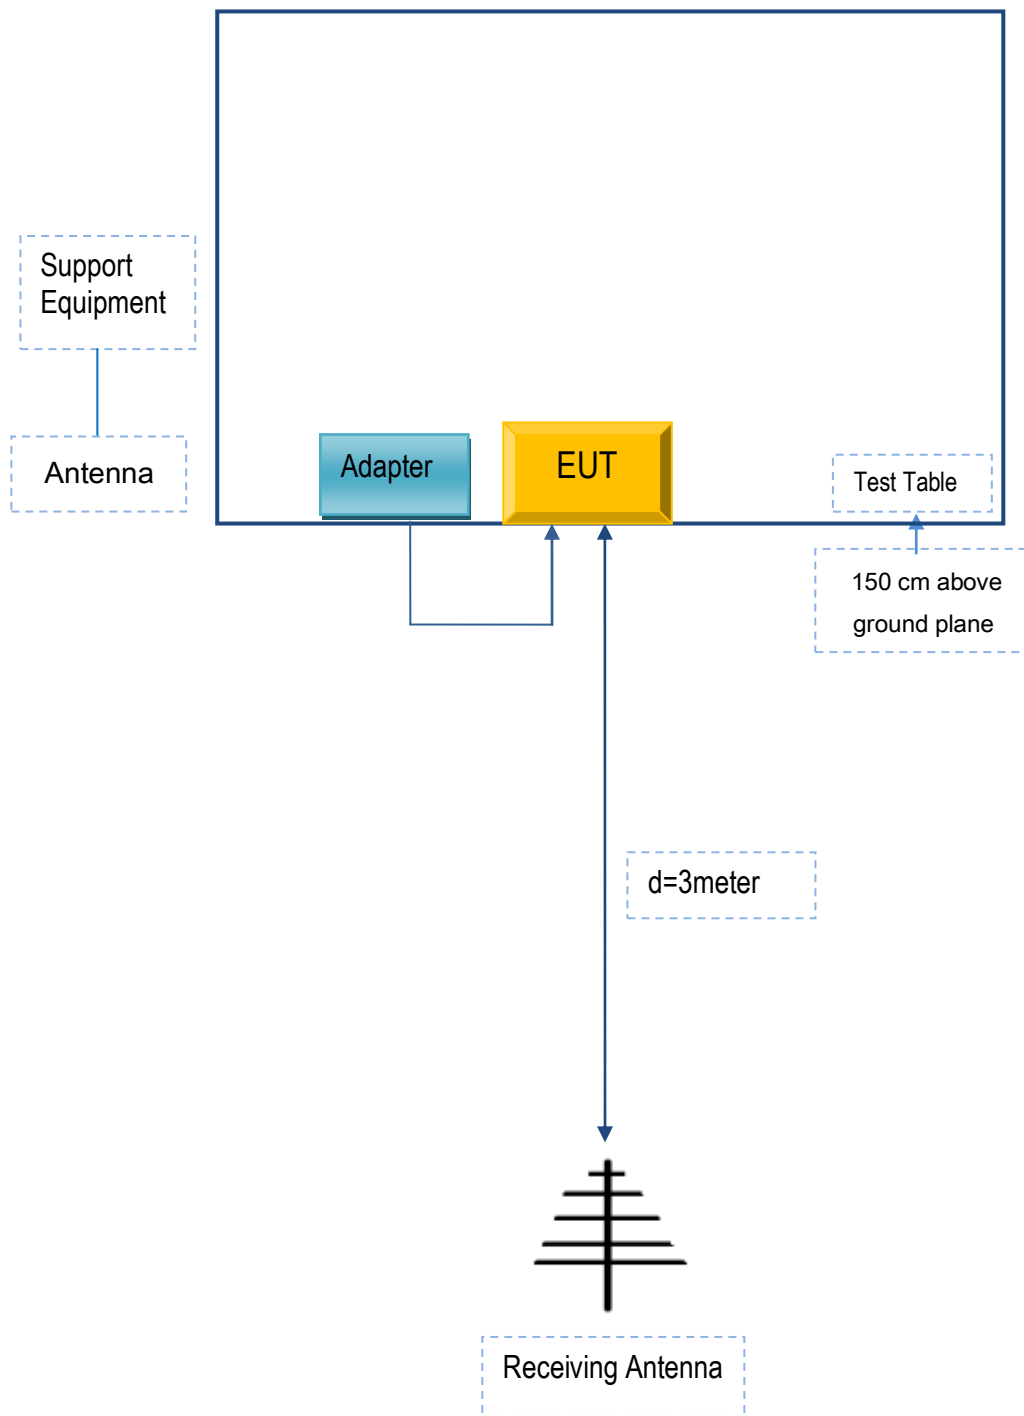 Support
Equipment
Antenna
Adapter
EUT
Test Table
150 cm above
ground plane
d=3meter
Receiving Antenna